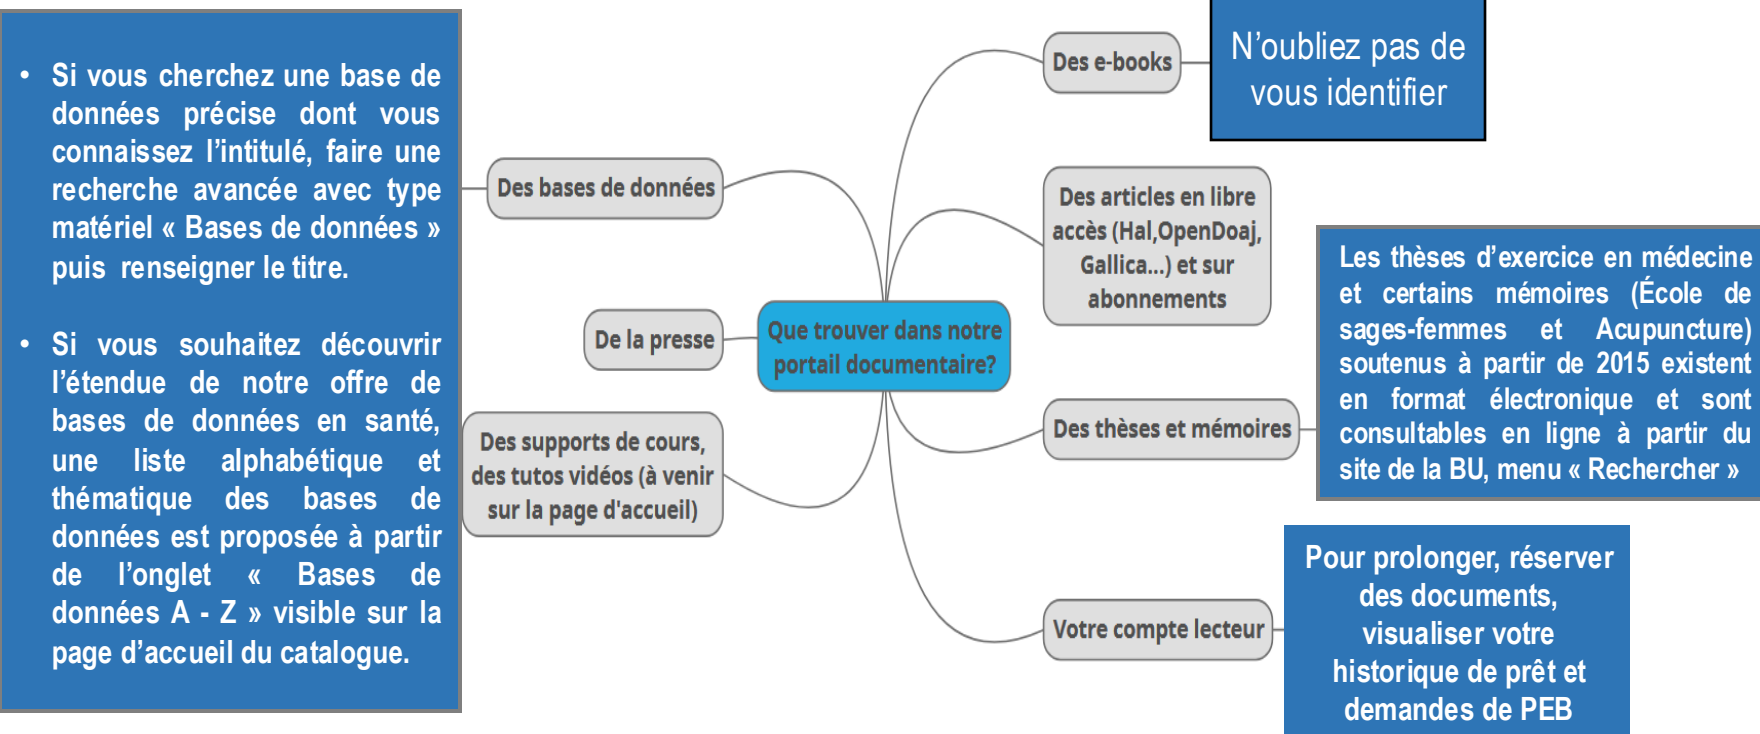 • Si vous cherchez une base de
données précise dont vous
connaissez l’intitulé, faire une
recherche avancée avec type
matériel « Bases de données »
puis renseigner le titre.
• Si vous souhaitez découvrir
l’étendue de notre offre de
bases de données en santé,
une liste alphabétique et
thématique des bases de
données est proposée à partir
de l’onglet « Bases de
données A - Z » visible sur la
page d’accueil du catalogue.
Des bases de données
De la presse
Des supports de cours,
des tutos vidéos (à venir
sur la page d'accueil)
Que trouver dans notre
portail documentaire?
Des e-books
N’oubliez pas de
vous identifier
Des articles en libre
accès (Hal,OpenDoaj,
Gallica...) et sur
abonnements
Des thèses et mémoires
Les thèses d’exercice en médecine
et certains mémoires (École de
sages-femmes et Acupuncture)
soutenus à partir de 2015 existent
en format électronique et sont
consultables en ligne à partir du
site de la BU, menu « Rechercher »
Votre compte lecteur
Pour prolonger, réserver
des documents,
visualiser votre
historique de prêt et
demandes de PEB